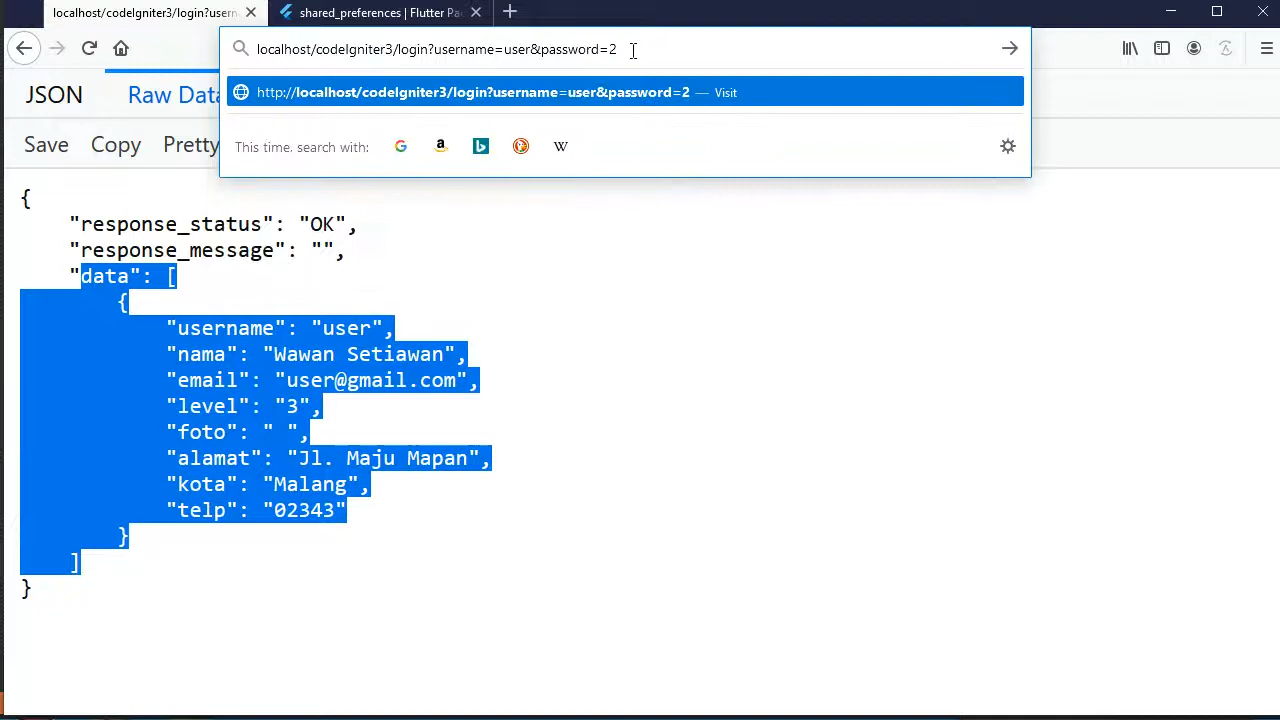 localhost/codeIgniter3/login?usern
shared_preferences | Flutter Pa
localhost/codeIgniter3/login?username=user&password=2
http://localhost/codeIgniter3/login?username=user&password=2 — Visit
This time, search with:
JSON Raw Data
Save Copy Pretty
{
"response_status": "OK",
"response_message": "",
"data": [
{
"username": "user",
"nama": "Wawan Setiawan",
"email": "user@gmail.com",
"level": "3",
"foto": " ",
"alamat": "Jl. Maju Mapan",
"kota": "Malang",
"telp": "02343"
}
]
}